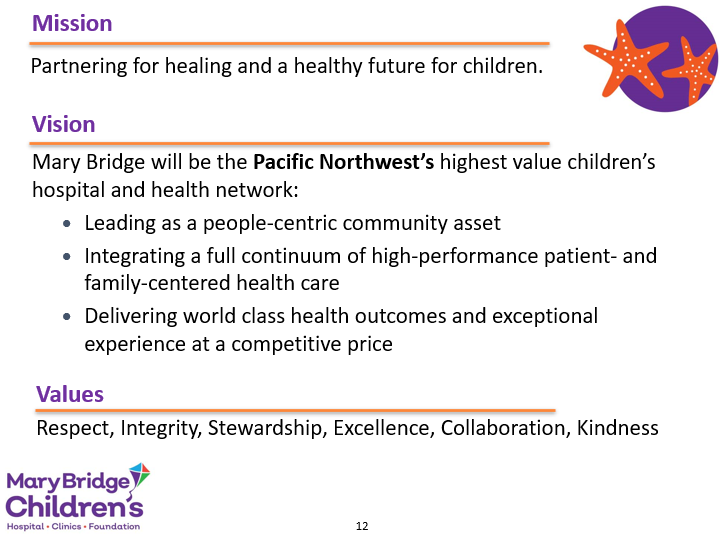 Mission
Partnering for healing and a healthy future for children.
Vision
Mary Bridge will be the Pacific Northwest’s highest value children’s
hospital and health network:
• Leading as a people-centric community asset
• Integrating a full continuum of high-performance patient- and
family-centered health care
• Delivering world class health outcomes and exceptional
experience at a competitive price
Values
Respect, Integrity, Stewardship, Excellence, Collaboration, Kindness
Mary Bridge
Children's
Hospital • Clinics • Foundation
12